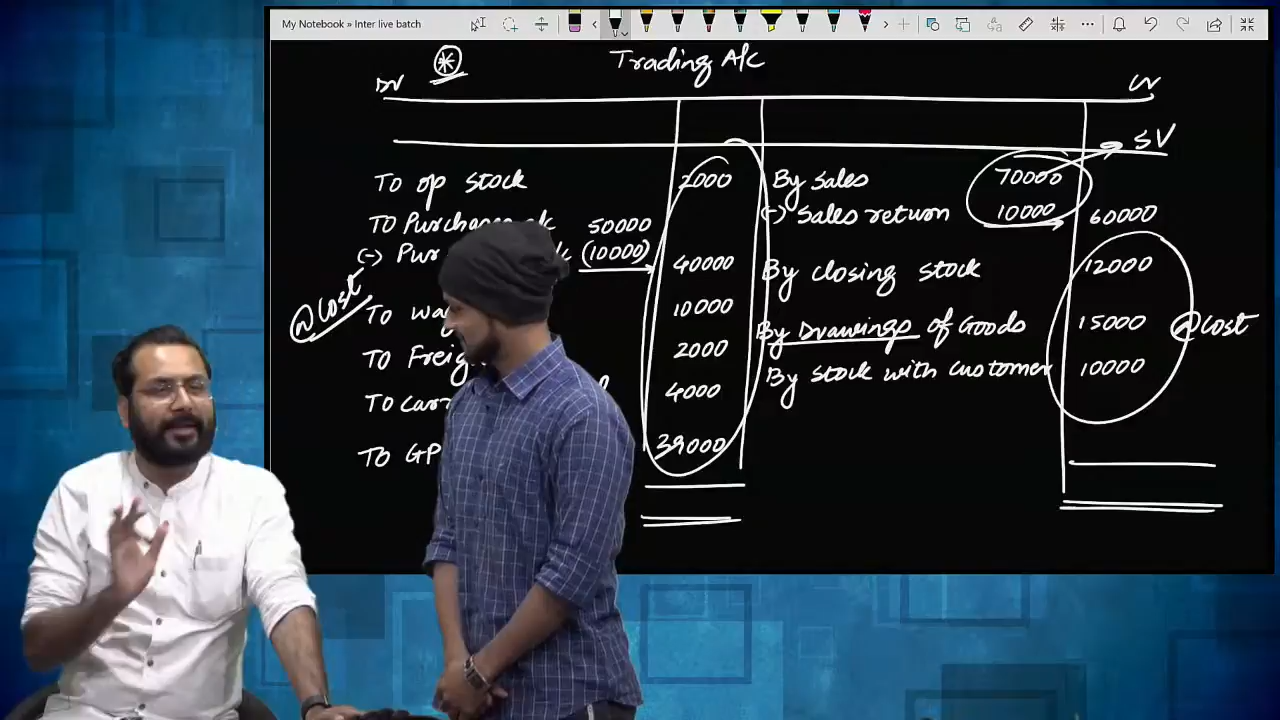 My Notebook » Inter live batch
Trading A/c
Dr
Cr
SV
To op stock 2000
To Purchase a/c 50000
(-) Pur (10000) 40000
@Cost
To wa 10000
To Freig 2000
To Carr 4000
To GP 39000
By Sales 70000
(-) Sales return 10000 60000
By closing stock 12000
By Drawings of Goods 15000 @Cost
By Stock with customer 10000